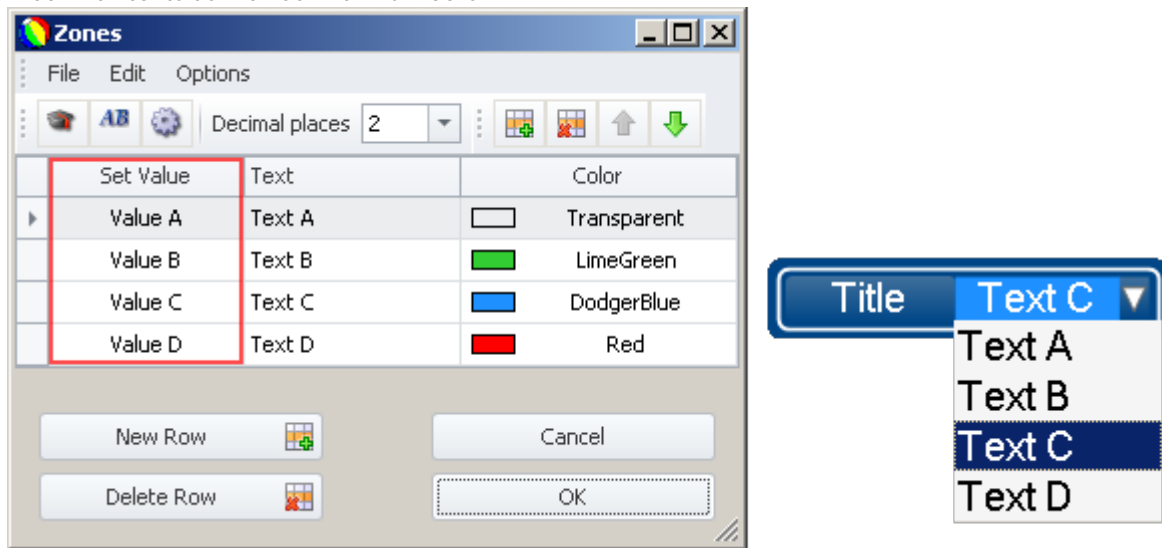 Zones
File Edit Options
AB Decimal places 2
Set Value Text Color
Value A Text A Transparent
Value B Text B LimeGreen
Value C Text C DodgerBlue
Value D Text D Red
New Row Cancel
Delete Row OK
Title Text C
Text A
Text B
Text C
Text D